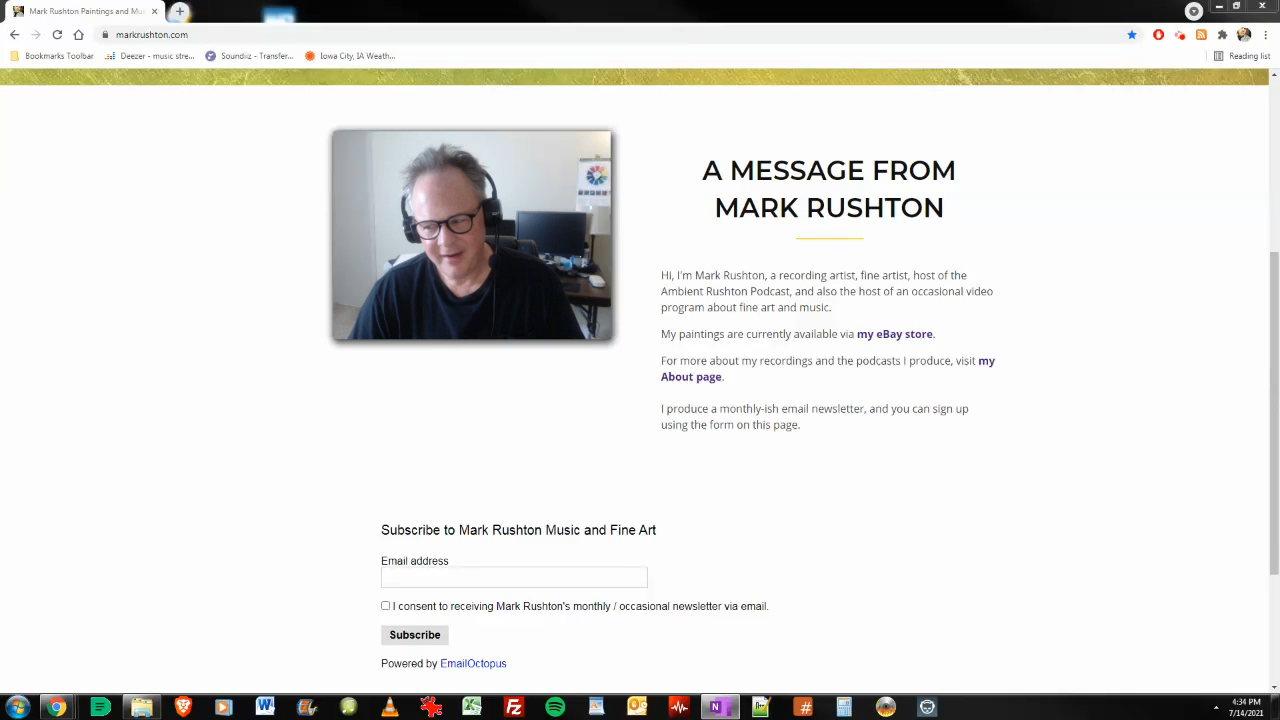 Mark Rushton Paintings and Mu
markrushton.com
Bookmarks Toolbar
Deezer - music stre...
Soundiiz - Transfer...
Iowa City, IA Weath...
Reading list
A MESSAGE FROM
MARK RUSHTON
Hi, I'm Mark Rushton, a recording artist, fine artist, host of the
Ambient Rushton Podcast, and also the host of an occasional video
program about fine art and music.
My paintings are currently available via my eBay store.
For more about my recordings and the podcasts I produce, visit my
About page.
I produce a monthly-ish email newsletter, and you can sign up
using the form on this page.
Subscribe to Mark Rushton Music and Fine Art
Email address
I consent to receiving Mark Rushton's monthly / occasional newsletter via email.
Subscribe
Powered by EmailOctopus
4:34 PM
7/14/2021